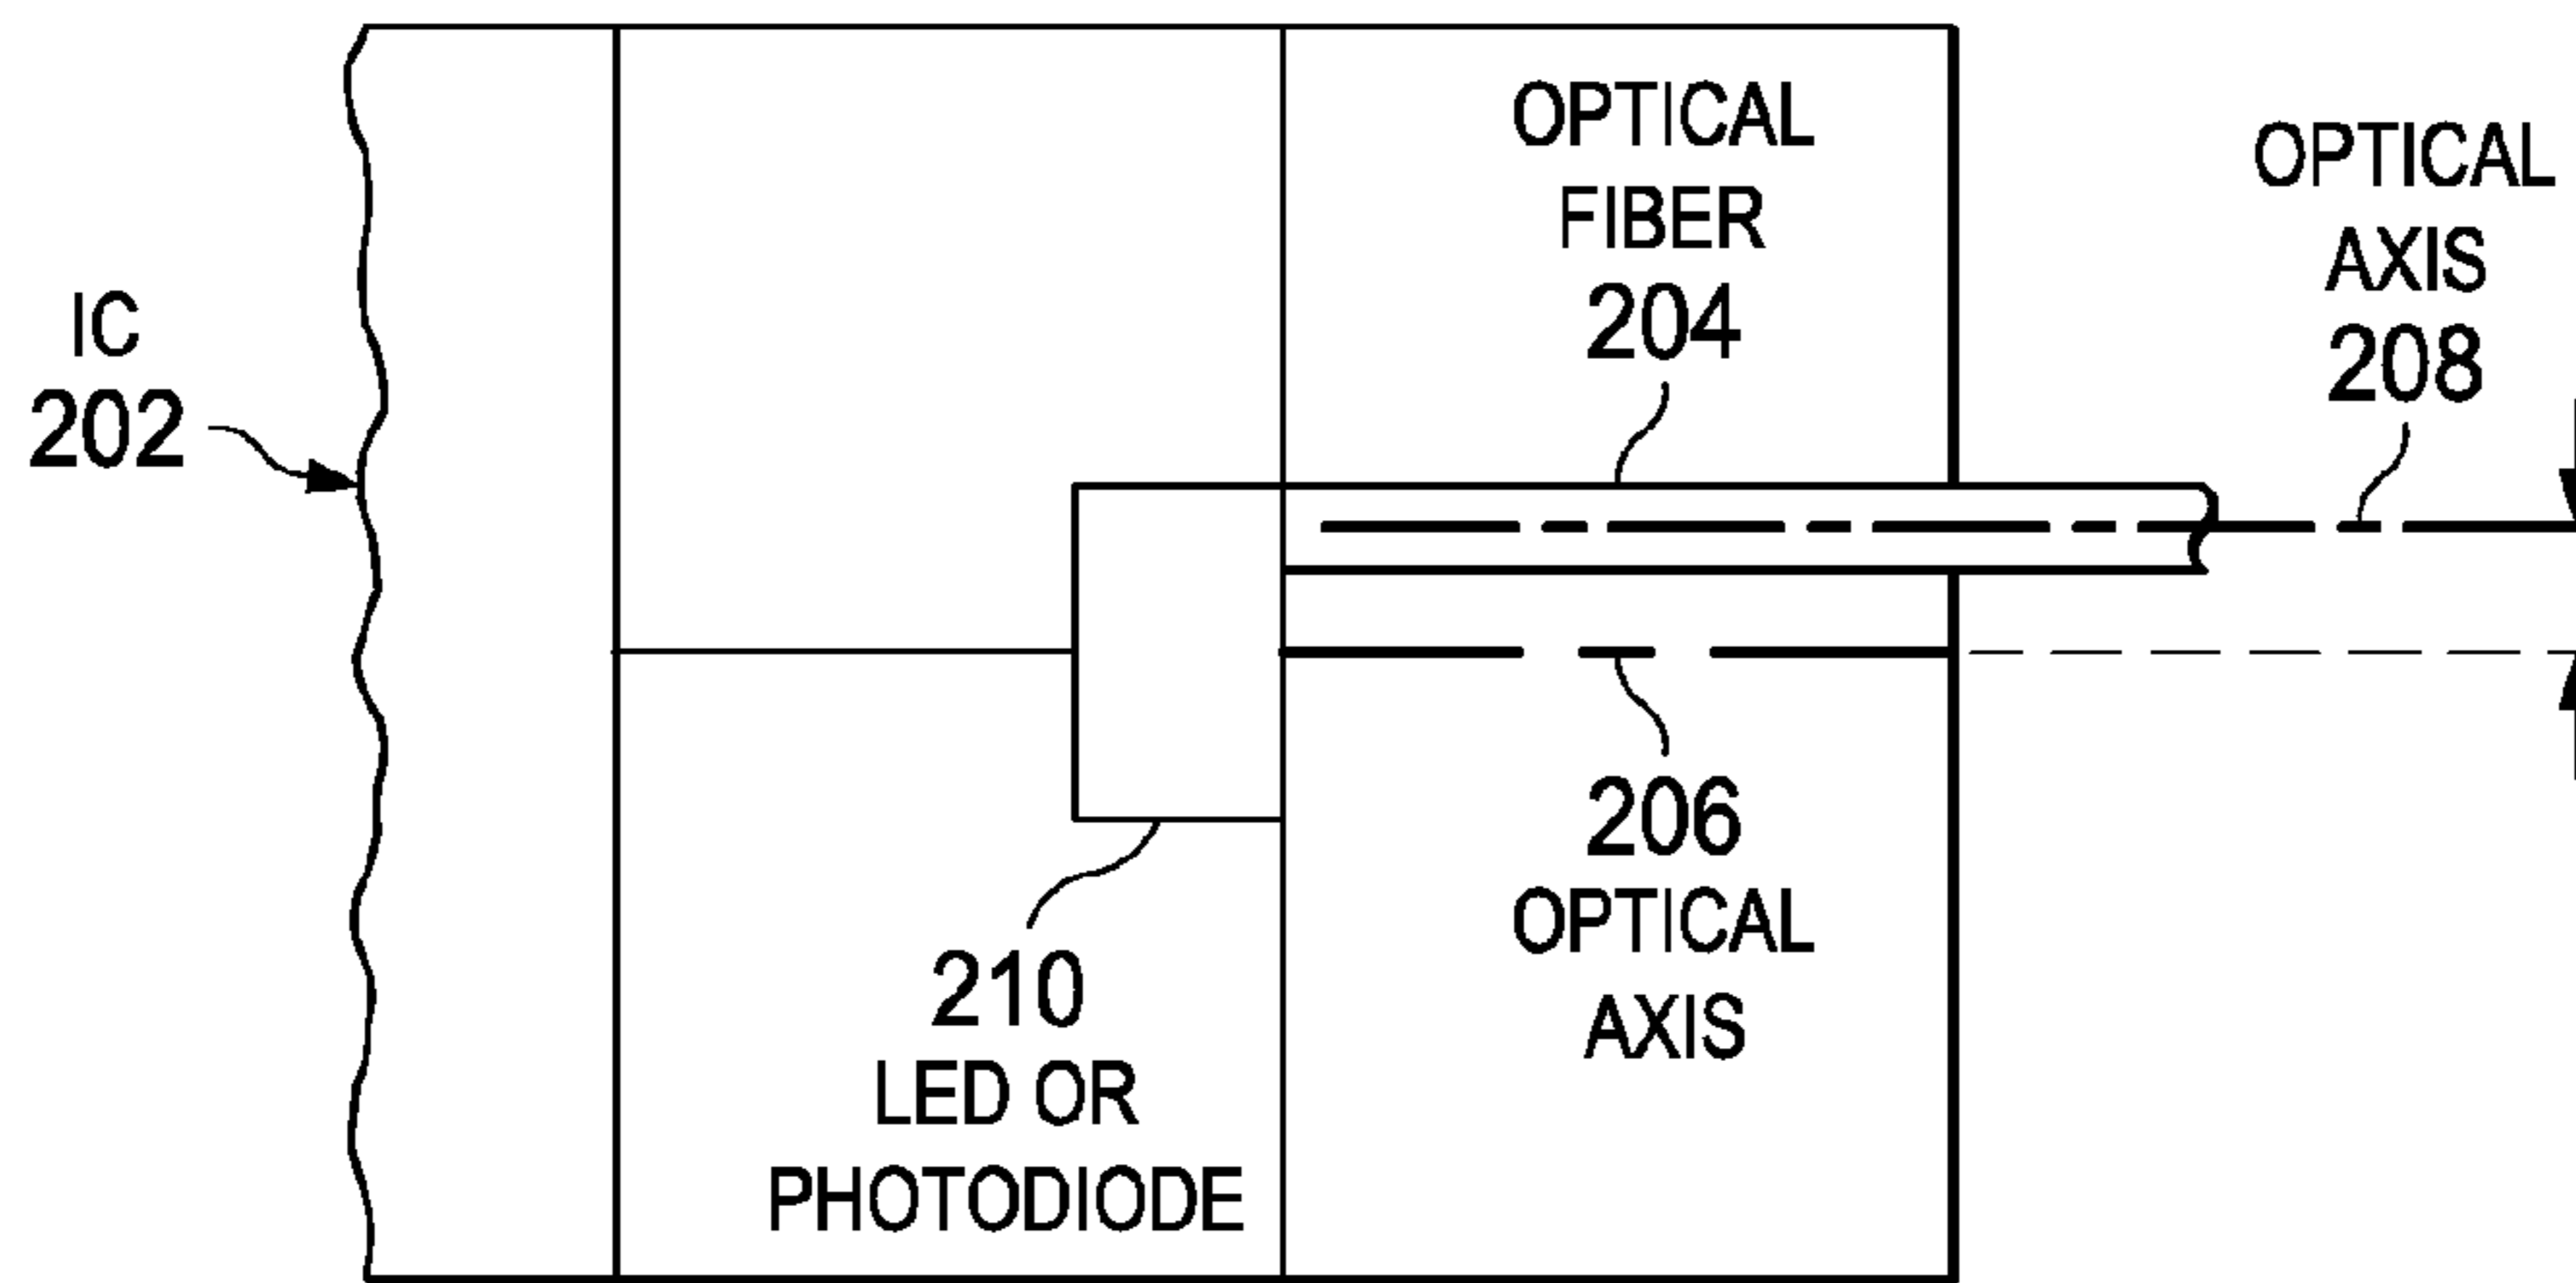 OPTICAL
FIBER
204
OPTICAL
AXIS
208
IC
202
206
OPTICAL
AXIS
210
LED OR
PHOTODIODE